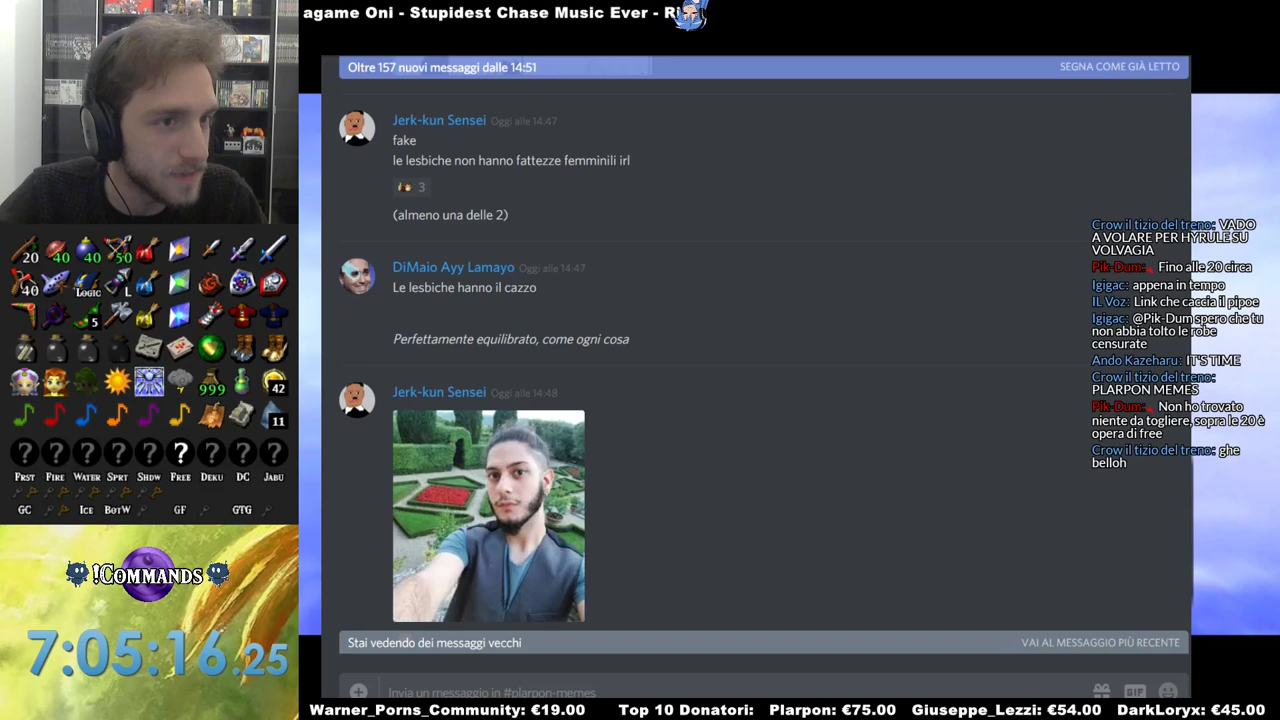 agame Oni - Stupidest Chase Music Ever - Ri
Oltre 157 nuovi messaggi dalle 14:51
SEGNA COME GIÀ LETTO
Jerk-kun Sensei Oggi alle 14:47
fake
le lesbiche non hanno fattezze femminili irl
3
(almeno una delle 2)
DiMaio Ayy Lamayo Oggi alle 14:47
Le lesbiche hanno il cazzo
Perfettamente equilibrato, come ogni cosa
Jerk-kun Sensei Oggi alle 14:48
Stai vedendo dei messaggi vecchi
VAI AL MESSAGGIO PIÙ RECENTE
Invia un messaggio in #plarpon-memes
GIF
Crow il tizio del treno: VADO
A VOLARE PER HYRULE SU
VOLVAGIA
Pik-Dum: Fino alle 20 circa
Igigac: appena in tempo
IL Voz: Link che caccia il pipoe
Igigac: @Pik-Dum spero che tu
non abbia tolto le robe
censurate
Ando Kazeharu: IT'S TIME
Crow il tizio del treno:
PLARPON MEMES
Pik-Dum: Non ho trovato
niente da togliere, sopra le 20 è
opera di free
Crow il tizio del treno: ghe
belloh
20 40 40 50
40 LOGIC L
5
999 42
11
? ? ? ? ? ? ? ? ?
FRST FIRE WATER SPRT SHDW FREE DEKU DC JABU
GC ICE BOTW GF GTG
!COMMANDS
7:05:16.25
Warner_Porns_Community: €19.00 Top 10 Donatori: Plarpon: €75.00 Giuseppe_Lezzi: €54.00 DarkLoryx: €45.00